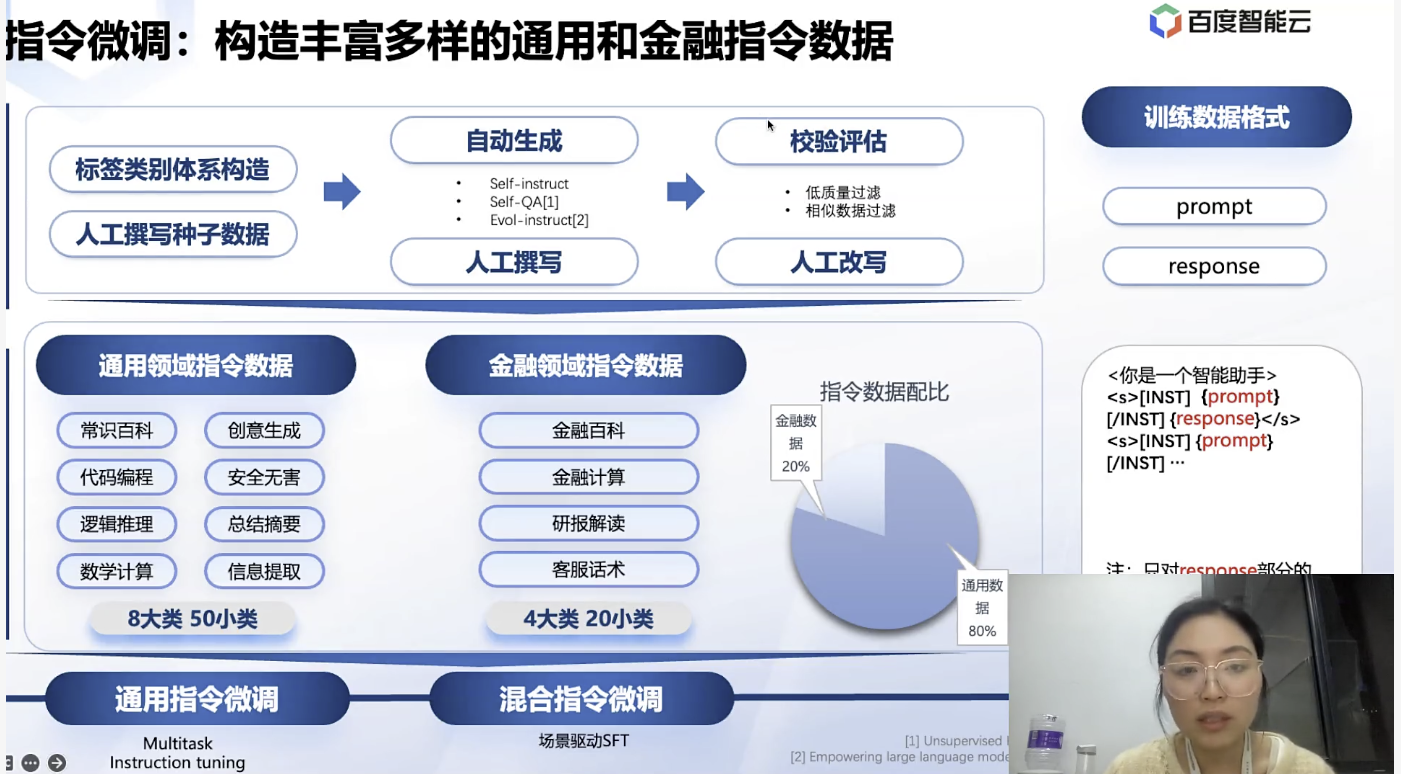 指令微调：构造丰富多样的通用和金融指令数据
百度智能云
标签类别体系构造
人工撰写种子数据
自动生成
• Self-instruct
• Self-QA[1]
• Evol-instruct[2]
人工撰写
校验评估
• 低质量过滤
• 相似数据过滤
人工改写
训练数据格式
prompt
response
<你是一个智能助手>
<s>[INST] {prompt}
[/INST] {response}</s>
<s>[INST] {prompt}
[/INST] ···
注：只对response部分的
通用领域指令数据
常识百科
创意生成
代码编程
安全无害
逻辑推理
总结摘要
数学计算
信息提取
8大类 50小类
金融领域指令数据
金融百科
金融计算
研报解读
客服话术
4大类 20小类
指令数据配比
金融数
据
20%
通用数
据
80%
通用指令微调
Multitask
Instruction tuning
混合指令微调
场景驱动SFT
[1] Unsupervised
[2] Empowering large language mode